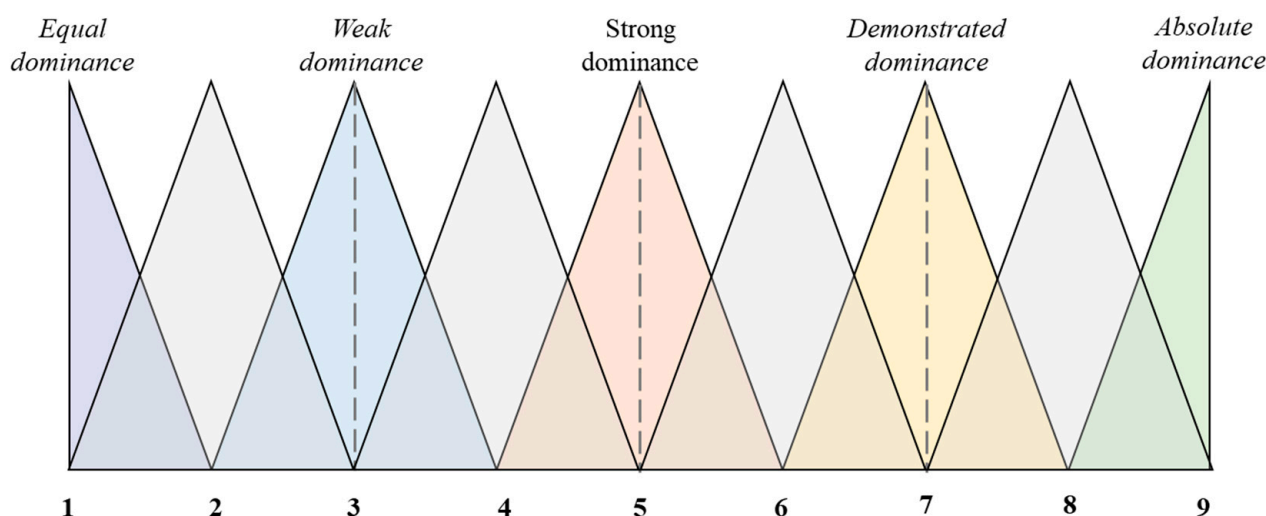 Equal
dominance
Weak
dominance
Strong
dominance
Demonstrated
dominance
Absolute
dominance
1 2 3 4 5 6 7 8 9